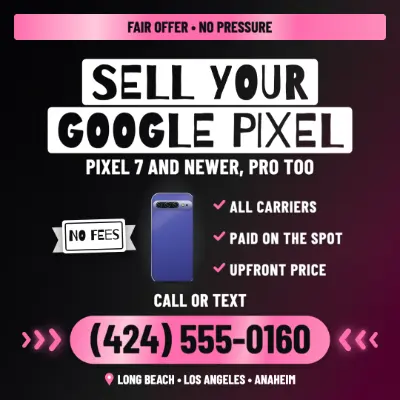 FAIR OFFER • NO PRESSURE
SELL YOUR
GOOGLE PIXEL
PIXEL 7 AND NEWER, PRO TOO
NO FEES
ALL CARRIERS
PAID ON THE SPOT
UPFRONT PRICE
CALL OR TEXT
(424) 555-0160
LONG BEACH • LOS ANGELES • ANAHEIM